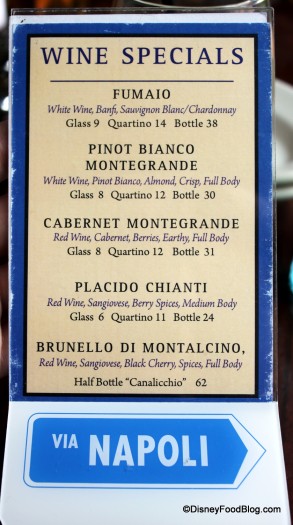 WINE SPECIALS
FUMAIO
White Wine, Banfi, Sauvignon Blanc/Chardonnay
Glass 9 Quartino 14 Bottle 38
PINOT BIANCO
MONTEGRANDE
White Wine, Pinot Bianco, Almond, Crisp, Full Body
Glass 8 Quartino 12 Bottle 30
CABERNET MONTEGRANDE
Red Wine, Cabernet, Berries, Earthy, Full Body
Glass 8 Quartino 12 Bottle 31
PLACIDO CHIANTI
Red Wine, Sangiovese, Berry Spices, Medium Body
Glass 6 Quartino 11 Bottle 24
BRUNELLO DI MONTALCINO,
Red Wine, Sangiovese, Black Cherry, Spices, Full Body
Half Bottle "Canalicchio" 62
VIA NAPOLI
©DisneyFoodBlog.com